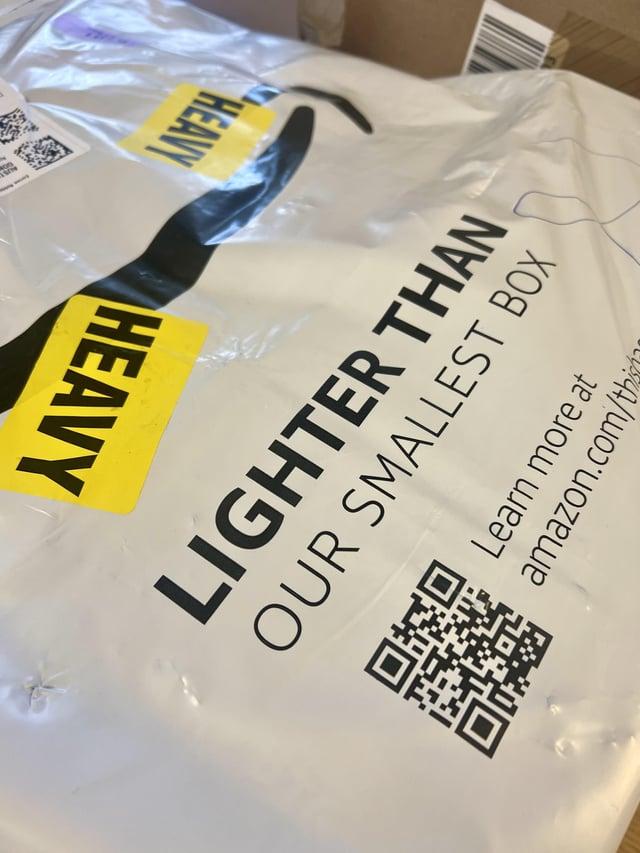 HEAVY
HEAVY
LIGHTER THAN
OUR SMALLEST BOX
Learn more at